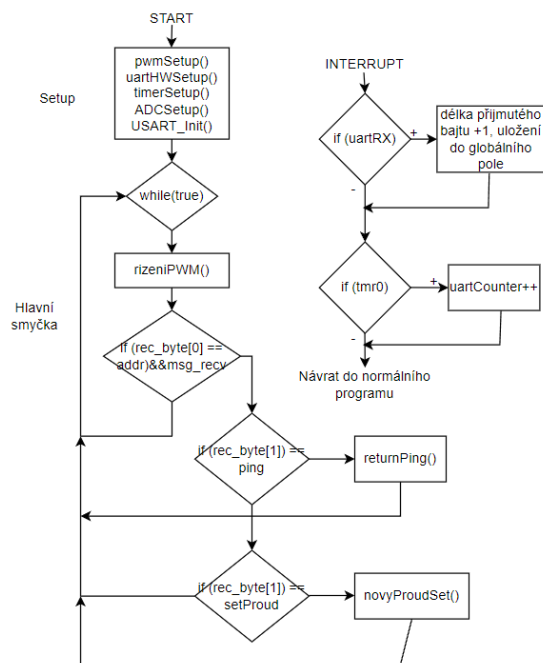 START
pwmSetup()
uartHWSetup()
timerSetup()
ADCSetup()
USART_Init()
Setup
while(true)
rizeniPWM()
Hlavní
smyčka
If (rec_byte[0] ==
addr)&&msg_recv
if (rec_byte[1]) ==
ping
returnPing()
if (rec_byte[1]) ==
setProud
novyProudSet()
INTERRUPT
if (uartRX)
+
délka přijmutého
bajtu +1, uložení
do globálního
pole
-
if (tmr0)
+
uartCounter++
-
Návrat do normálního
programu